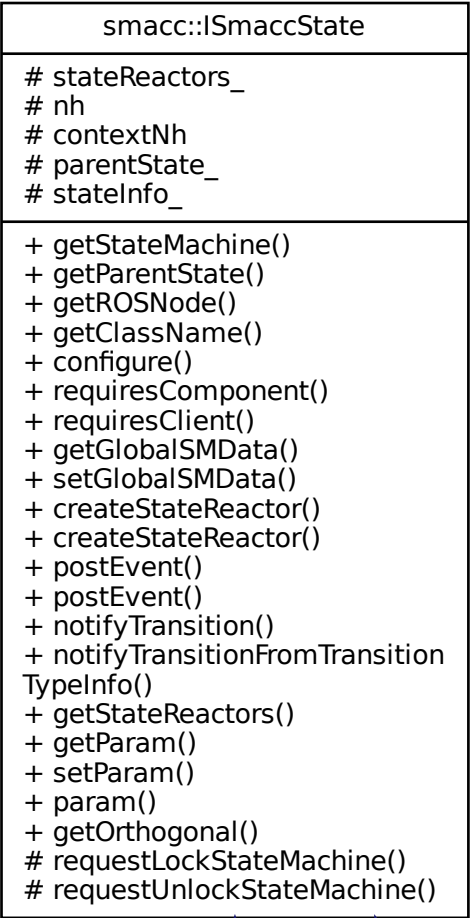 smacc::ISmaccState
# stateReactors_
# nh
# contextNh
# parentState_
# stateInfo_
+ getStateMachine()
+ getParentState()
+ getROSNode()
+ getClassName()
+ configure()
+ requiresComponent()
+ requiresClient()
+ getGlobalSMData()
+ setGlobalSMData()
+ createStateReactor()
+ createStateReactor()
+ postEvent()
+ postEvent()
+ notifyTransition()
+ notifyTransitionFromTransition
TypeInfo()
+ getStateReactors()
+ getParam()
+ setParam()
+ param()
+ getOrthogonal()
# requestLockStateMachine()
# requestUnlockStateMachine()